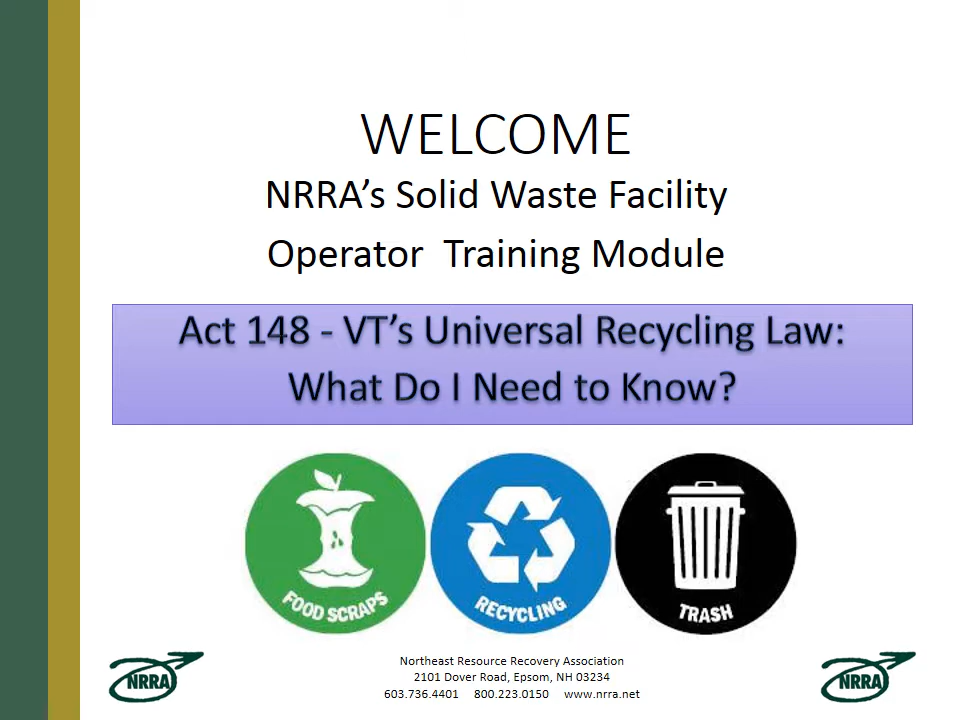 WELCOME
NRRA’s Solid Waste Facility
Operator Training Module
Act 148 - VT’s Universal Recycling Law:
What Do I Need to Know?
FOOD SCRAPS
RECYCLING
TRASH
NRRA
Northeast Resource Recovery Association
2101 Dover Road, Epsom, NH 03234
603.736.4401 800.223.0150 www.nrra.net
NRRA